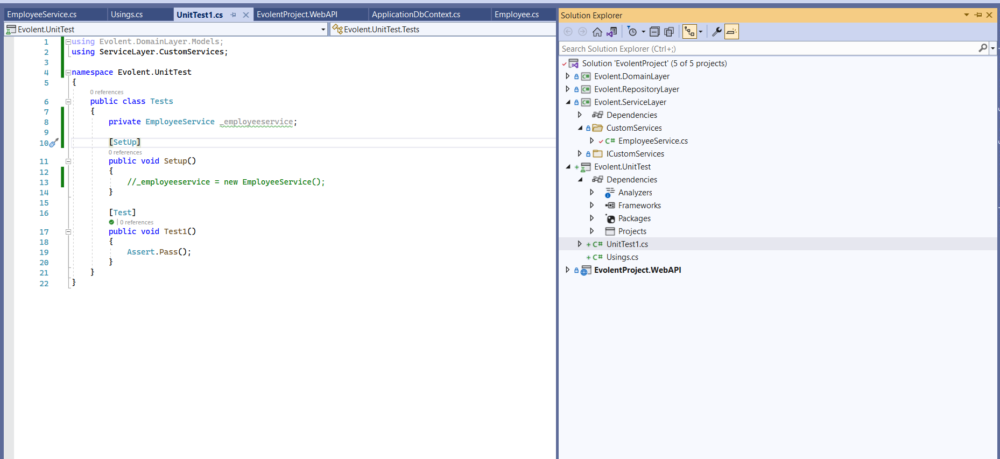 EmployeeService.cs Usings.cs UnitTest1.cs EvolentProject.WebAPI ApplicationDbContext.cs Employee.cs
Evolent.UnitTest Evolent.UnitTest.Tests
1 using Evolent.DomainLayer.Models;
2 using ServiceLayer.CustomServices;
3
4 namespace Evolent.UnitTest
5 {
0 references
6 public class Tests
7 {
8 private EmployeeService _employeeservice;
9
10 [SetUp]
0 references
11 public void Setup()
12 {
13 //_employeeservice = new EmployeeService();
14 }
15
16 [Test]
| 0 references
17 public void Test1()
18 {
19 Assert.Pass();
20 }
21 }
22 }
Solution Explorer
Search Solution Explorer (Ctrl+;)
Solution 'EvolentProject' (5 of 5 projects)
C# Evolent.DomainLayer
C# Evolent.RepositoryLayer
C# Evolent.ServiceLayer
Dependencies
CustomServices
C# EmployeeService.cs
ICustomServices
+ Evolent.UnitTest
Dependencies
Analyzers
Frameworks
Packages
Projects
+ C# UnitTest1.cs
+ C# Usings.cs
EvolentProject.WebAPI